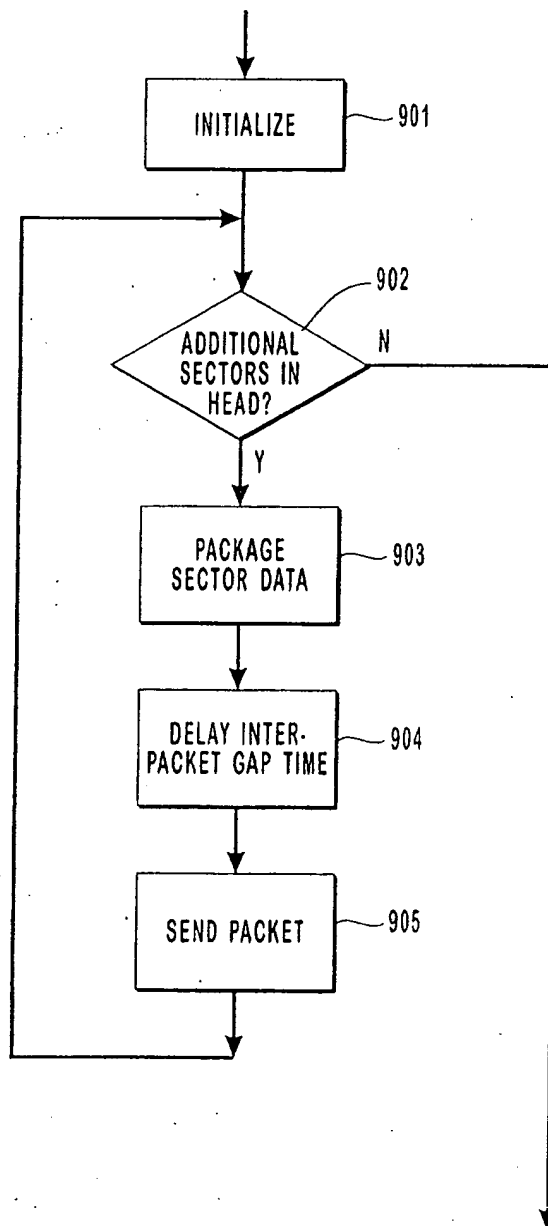 INITIALIZE
901
902
ADDITIONAL
SECTORS IN
HEAD?
N
Y
PACKAGE
SECTOR DATA
903
DELAY INTER-
PACKET GAP TIME
904
SEND PACKET
905